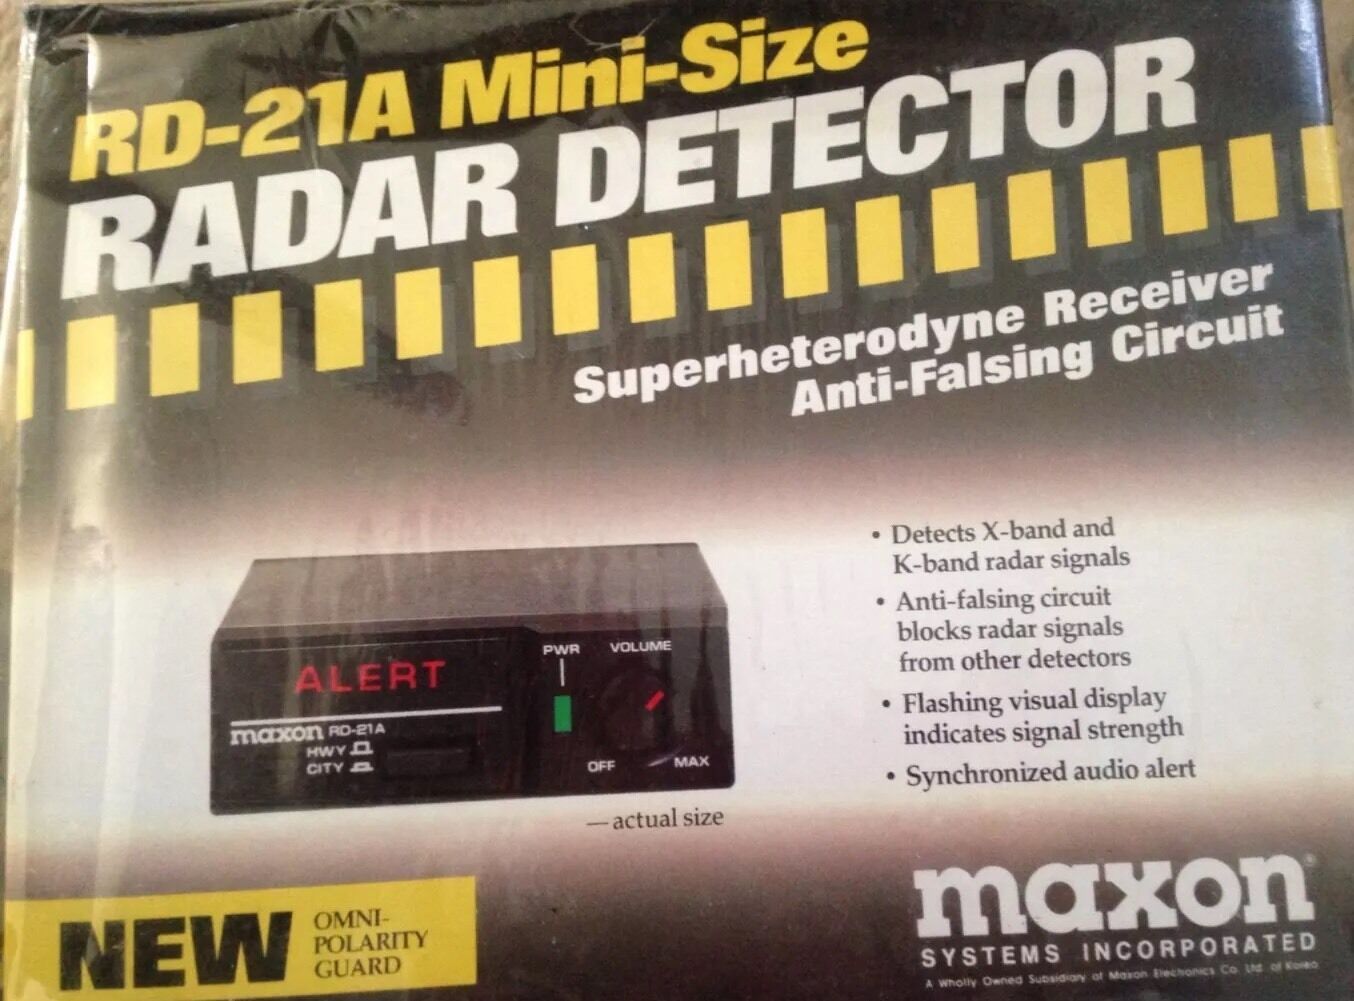 RD-21A Mini-Size
RADAR DETECTOR
Superheterodyne Receiver
Anti-Falsing Circuit
• Detects X-band and
K-band radar signals
• Anti-falsing circuit
blocks radar signals
from other detectors
• Flashing visual display
indicates signal strength
• Synchronized audio alert
ALERT
maxon RD-21A
HWY
CITY
PWR
VOLUME
OFF
MAX
— actual size
NEW
OMNI-
POLARITY
GUARD
maxon®
SYSTEMS INCORPORATED
A Wholly Owned Subsidiary of Maxon Electronics Co. Ltd. of Korea